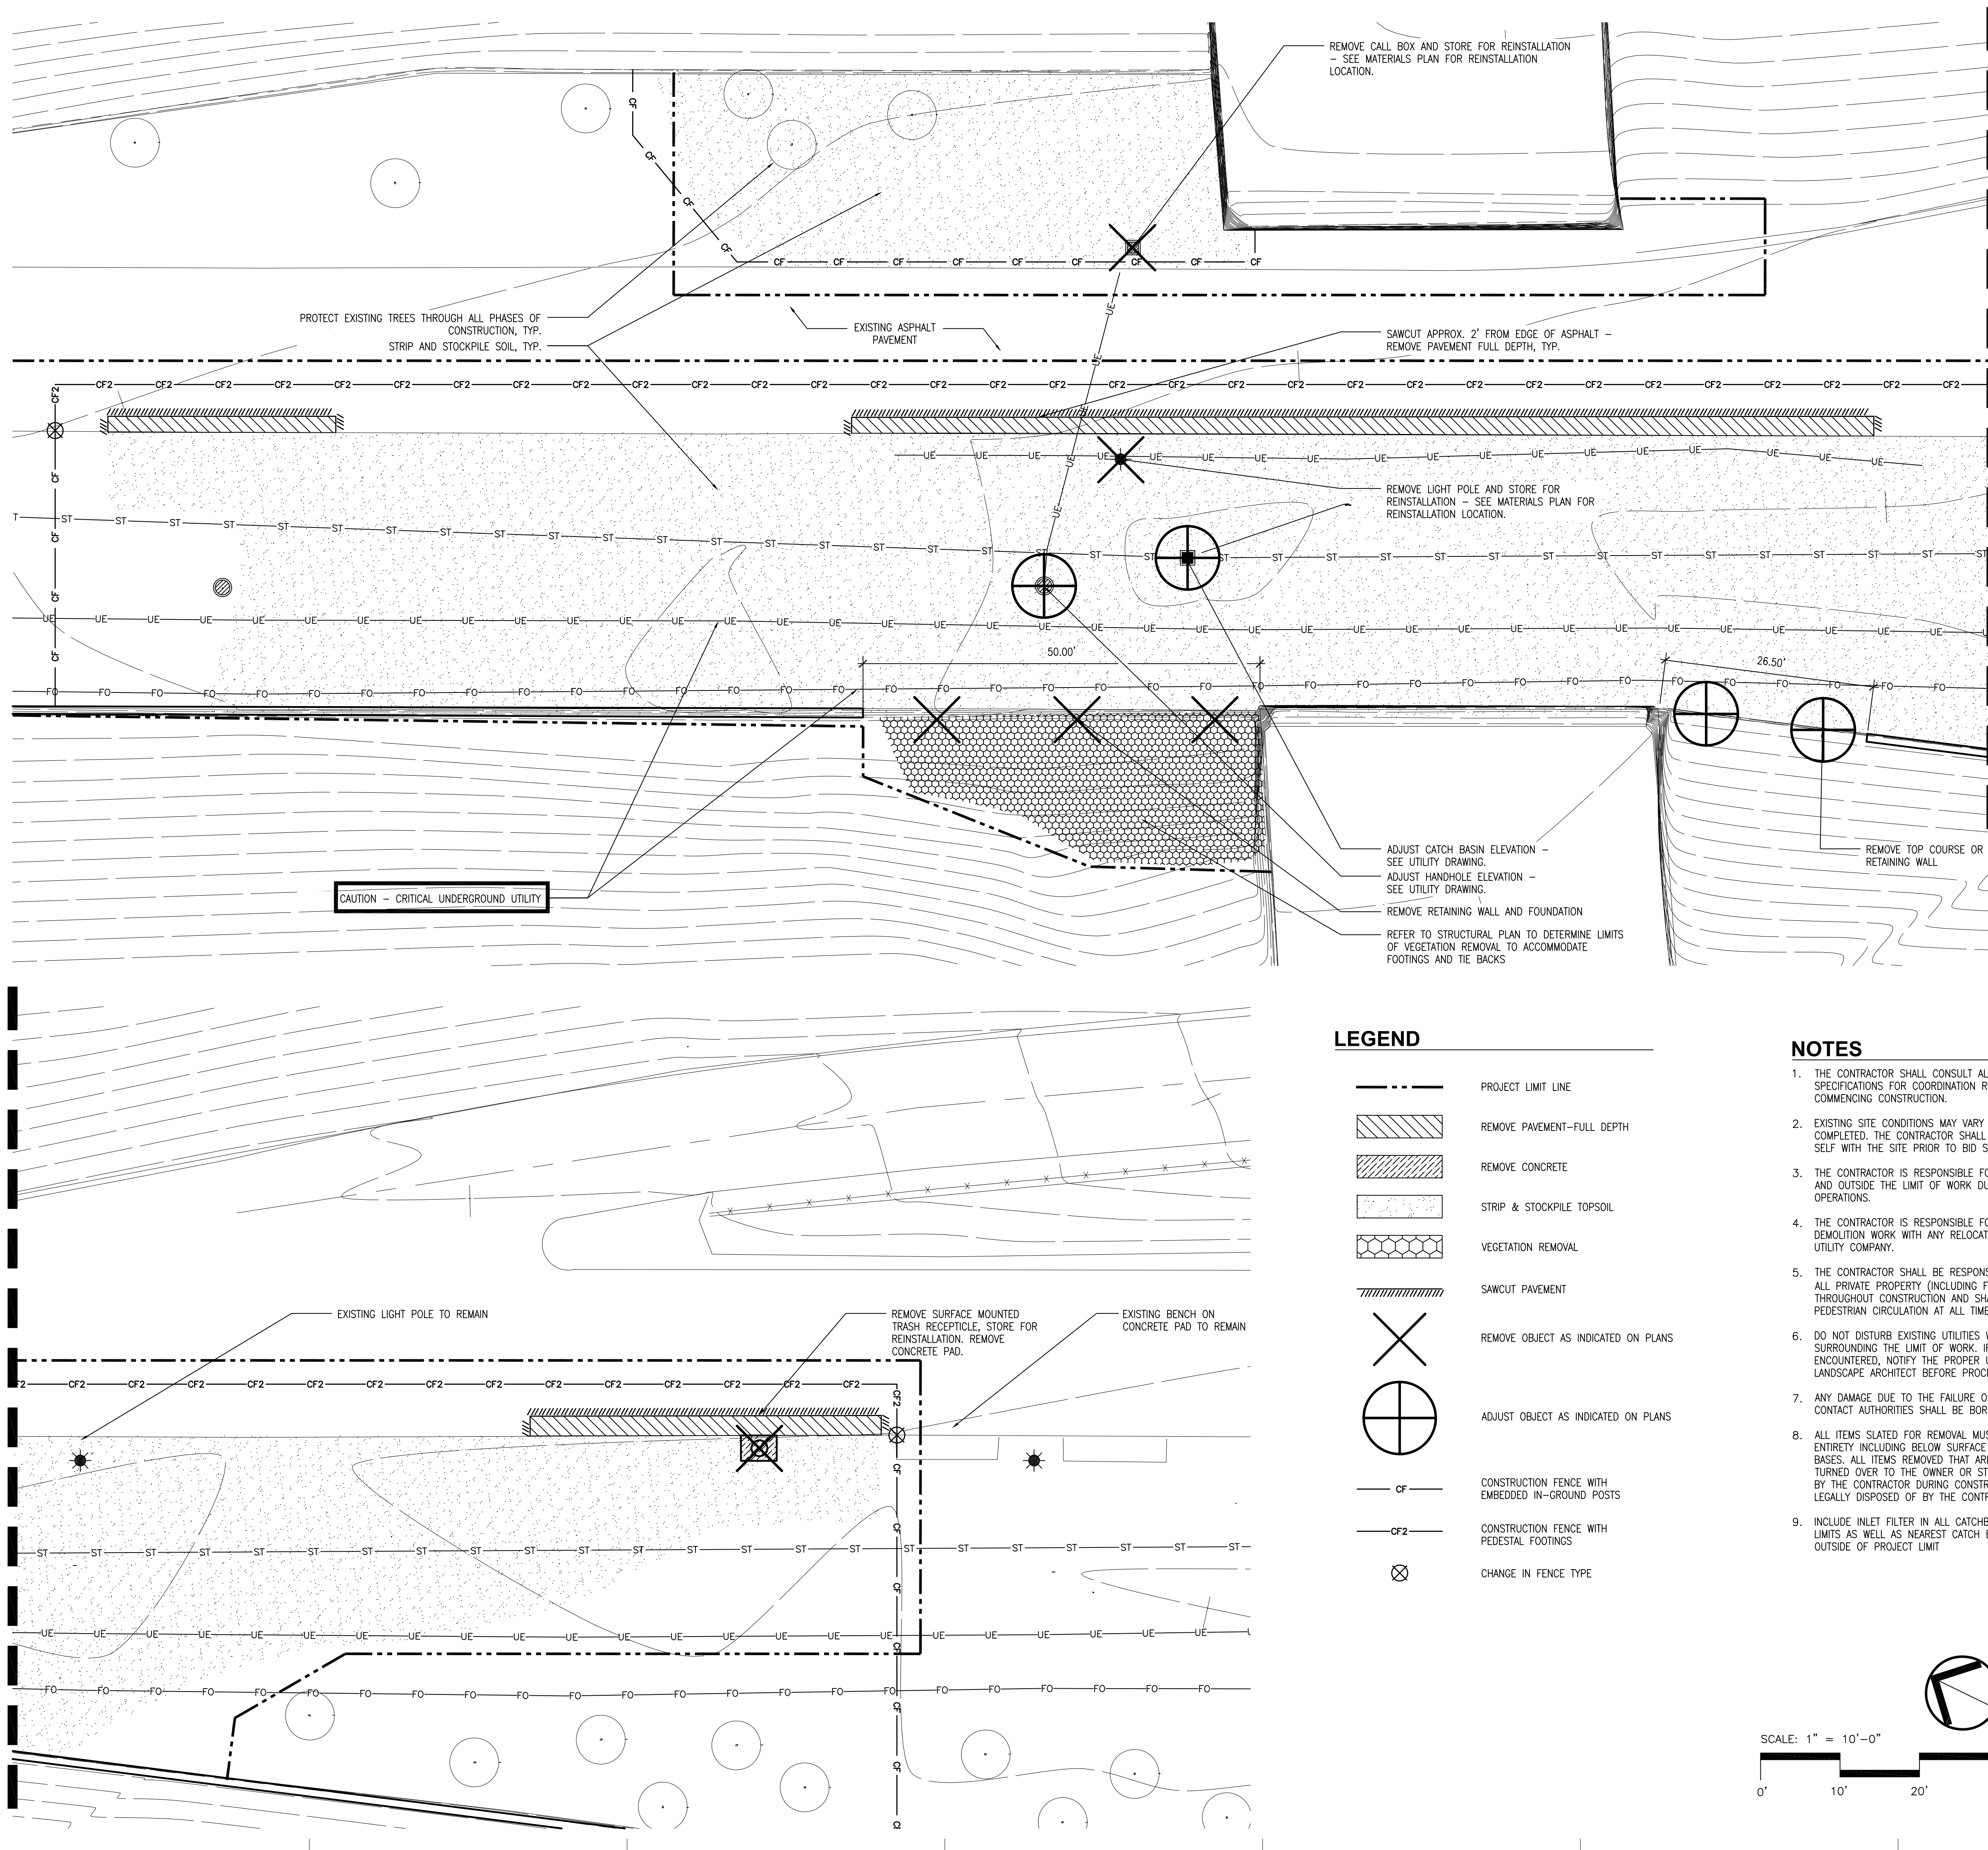 REMOVE CALL BOX AND STORE FOR REINSTALLATION
– SEE MATERIALS PLAN FOR REINSTALLATION
LOCATION.
PROTECT EXISTING TREES THROUGH ALL PHASES OF
CONSTRUCTION, TYP.
STRIP AND STOCKPILE SOIL, TYP.
EXISTING ASPHALT
PAVEMENT
SAWCUT APPROX. 2' FROM EDGE OF ASPHALT –
REMOVE PAVEMENT FULL DEPTH, TYP.
REMOVE LIGHT POLE AND STORE FOR
REINSTALLATION – SEE MATERIALS PLAN FOR
REINSTALLATION LOCATION.
50.00'
26.50'
ADJUST CATCH BASIN ELEVATION –
SEE UTILITY DRAWING.
ADJUST HANDHOLE ELEVATION –
SEE UTILITY DRAWING.
REMOVE RETAINING WALL AND FOUNDATION
REFER TO STRUCTURAL PLAN TO DETERMINE LIMITS
OF VEGETATION REMOVAL TO ACCOMMODATE
FOOTINGS AND TIE BACKS
REMOVE TOP COURSE OR
RETAINING WALL
CAUTION – CRITICAL UNDERGROUND UTILITY
EXISTING LIGHT POLE TO REMAIN
REMOVE SURFACE MOUNTED
TRASH RECEPTICLE, STORE FOR
REINSTALLATION. REMOVE
CONCRETE PAD.
EXISTING BENCH ON
CONCRETE PAD TO REMAIN
LEGEND
PROJECT LIMIT LINE
REMOVE PAVEMENT–FULL DEPTH
REMOVE CONCRETE
STRIP & STOCKPILE TOPSOIL
VEGETATION REMOVAL
SAWCUT PAVEMENT
REMOVE OBJECT AS INDICATED ON PLANS
ADJUST OBJECT AS INDICATED ON PLANS
CF
CONSTRUCTION FENCE WITH
EMBEDDED IN–GROUND POSTS
CF2
CONSTRUCTION FENCE WITH
PEDESTAL FOOTINGS
CHANGE IN FENCE TYPE
NOTES
1. THE CONTRACTOR SHALL CONSULT AL
SPECIFICATIONS FOR COORDINATION R
COMMENCING CONSTRUCTION.
2. EXISTING SITE CONDITIONS MAY VARY
COMPLETED. THE CONTRACTOR SHALL
SELF WITH THE SITE PRIOR TO BID S
3. THE CONTRACTOR IS RESPONSIBLE FO
AND OUTSIDE THE LIMIT OF WORK DU
OPERATIONS.
4. THE CONTRACTOR IS RESPONSIBLE FO
DEMOLITION WORK WITH ANY RELOCAT
UTILITY COMPANY.
5. THE CONTRACTOR SHALL BE RESPONS
ALL PRIVATE PROPERTY (INCLUDING F
THROUGHOUT CONSTRUCTION AND SHA
PEDESTRIAN CIRCULATION AT ALL TIME
6. DO NOT DISTURB EXISTING UTILITIES W
SURROUNDING THE LIMIT OF WORK. IF
ENCOUNTERED, NOTIFY THE PROPER U
LANDSCAPE ARCHITECT BEFORE PROCE
7. ANY DAMAGE DUE TO THE FAILURE O
CONTACT AUTHORITIES SHALL BE BOR
8. ALL ITEMS SLATED FOR REMOVAL MUS
ENTIRETY INCLUDING BELOW SURFACE
BASES. ALL ITEMS REMOVED THAT ARE
TURNED OVER TO THE OWNER OR ST
BY THE CONTRACTOR DURING CONSTR
LEGALLY DISPOSED OF BY THE CONTR
9. INCLUDE INLET FILTER IN ALL CATCHB
LIMITS AS WELL AS NEAREST CATCH B
OUTSIDE OF PROJECT LIMIT
SCALE: 1" = 10'–0"
0' 10' 20'